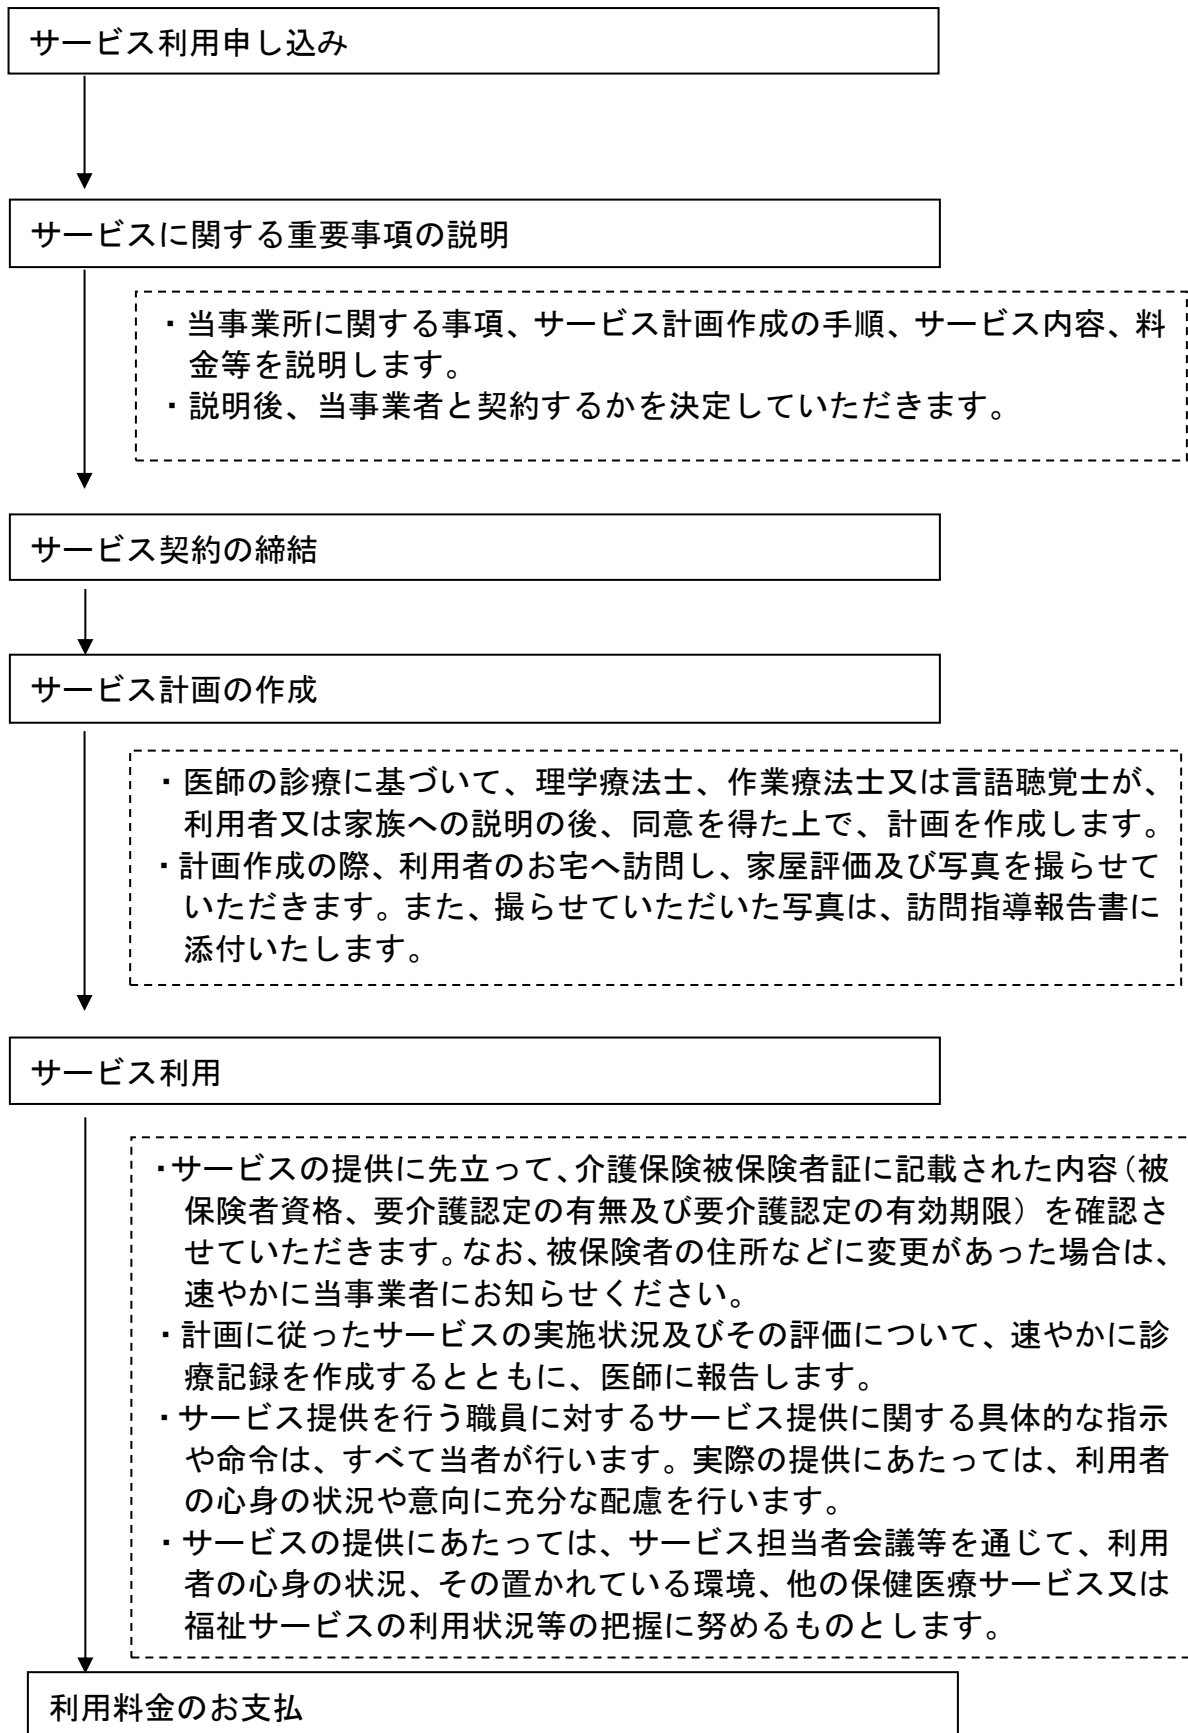 サービス利用申し込み
サービスに関する重要事項の説明
・当事業所に関する事項、サービス計画作成の手順、サービス内容、料
金等を説明します。
・説明後、当事業者と契約するかを決定していただきます。
サービス契約の締結
サービス計画の作成
・医師の診療に基づいて、理学療法士、作業療法士又は言語聴覚士が、
利用者又は家族への説明の後、同意を得た上で、計画を作成します。
・計画作成の際、利用者のお宅へ訪問し、家屋評価及び写真を撮らせて
いただきます。また、撮らせていただいた写真は、訪問指導報告書に
添付いたします。
サービス利用
・サービスの提供に先立って、介護保険被保険者証に記載された内容（被
保険者資格、要介護認定の有無及び要介護認定の有効期限）を確認さ
せていただきます。なお、被保険者の住所などに変更があった場合は、
速やかに当事業者にお知らせください。
・計画に従ったサービスの実施状況及びその評価について、速やかに診
療記録を作成するとともに、医師に報告します。
・サービス提供を行う職員に対するサービス提供に関する具体的な指示
や命令は、すべて当者が行います。実際の提供にあたっては、利用者
の心身の状況や意向に充分な配慮を行います。
・サービスの提供にあたっては、サービス担当者会議等を通じて、利用
者の心身の状況、その置かれている環境、他の保健医療サービス又は
福祉サービスの利用状況等の把握に努めるものとします。
利用料金のお支払